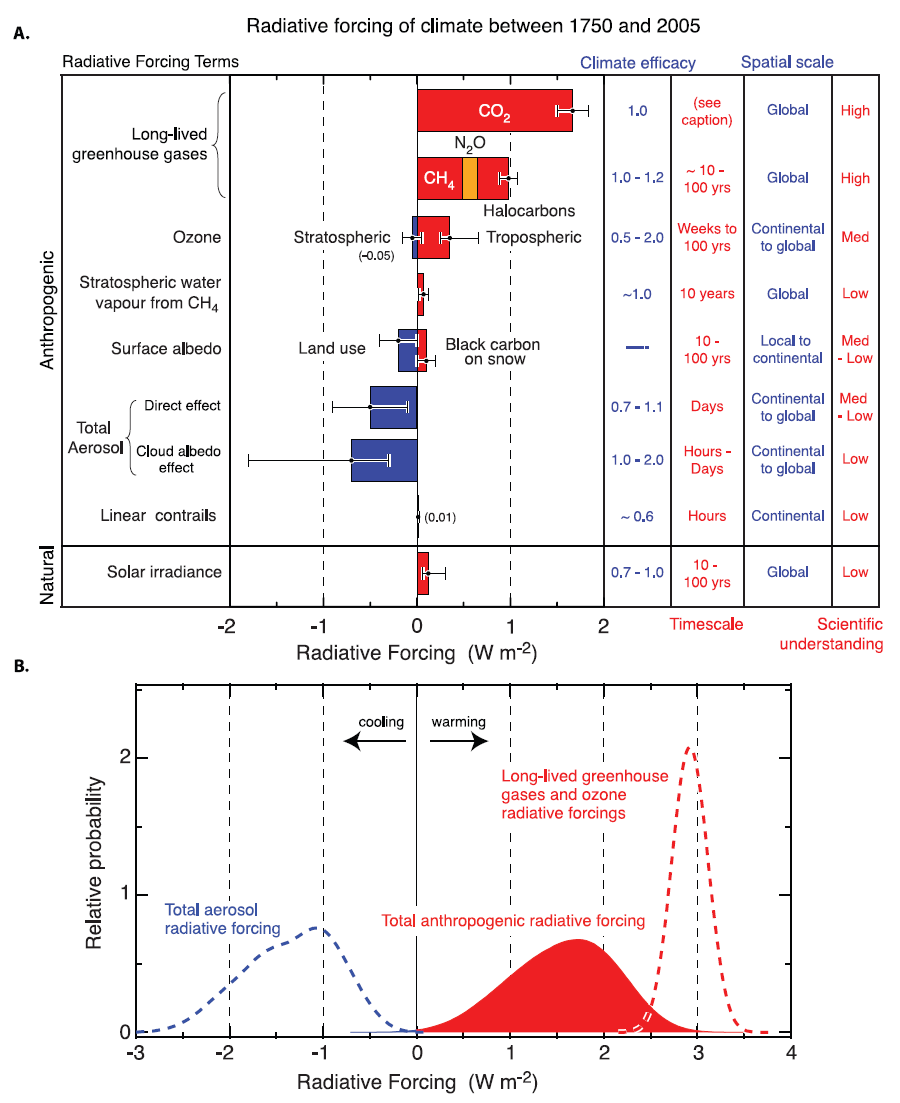 A.
Radiative forcing of climate between 1750 and 2005
Radiative Forcing Terms
Climate efficacy
Spatial scale
Anthropogenic
Long-lived
greenhouse gases
CO2
1.0
(see
caption)
Global
High
N2O
CH4
Halocarbons
1.0 - 1.2
~ 10 -
100 yrs
Global
High
Ozone
Stratospheric
(-0.05)
Tropospheric
0.5 - 2.0
Weeks to
100 yrs
Continental
to global
Med
Stratospheric water
vapour from CH4
~1.0
10 years
Global
Low
Surface albedo
Land use
Black carbon
on snow
10 -
100 yrs
Local to
continental
Med
- Low
Total
Aerosol
Direct effect
0.7 - 1.1
Days
Continental
to global
Med
- Low
Cloud albedo
effect
1.0 - 2.0
Hours -
Days
Continental
to global
Low
Linear contrails
(0.01)
~ 0.6
Hours
Continental
Low
Natural
Solar irradiance
0.7 - 1.0
10 -
100 yrs
Global
Low
-2 -1 0 1 2
Timescale
Scientific
understanding
Radiative Forcing (W m-2)
B.
cooling
warming
Long-lived greenhouse
gases and ozone
radiative forcings
Total aerosol
radiative forcing
Total anthropogenic radiative forcing
Relative probability
2
1
0
-3 -2 -1 0 1 2 3 4
Radiative Forcing (W m-2)